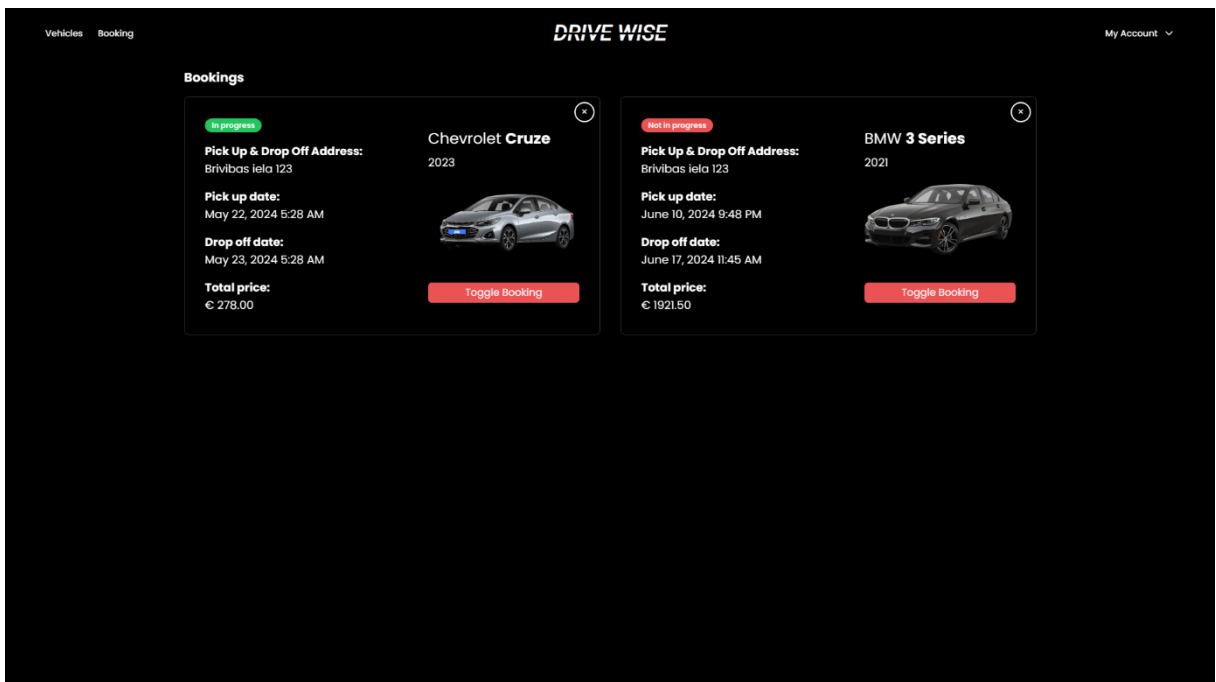 Vehicles Booking
DRIVE WISE
My Account
Bookings
In progress
Pick Up & Drop Off Address:
Brivibas iela 123
Pick up date:
May 22, 2024 5:28 AM
Drop off date:
May 23, 2024 5:28 AM
Total price:
€ 278.00
Chevrolet Cruze
2023
Toggle Booking
Not in progress
Pick Up & Drop Off Address:
Brivibas iela 123
Pick up date:
June 10, 2024 9:48 PM
Drop off date:
June 17, 2024 11:45 AM
Total price:
€ 1921.50
BMW 3 Series
2021
Toggle Booking